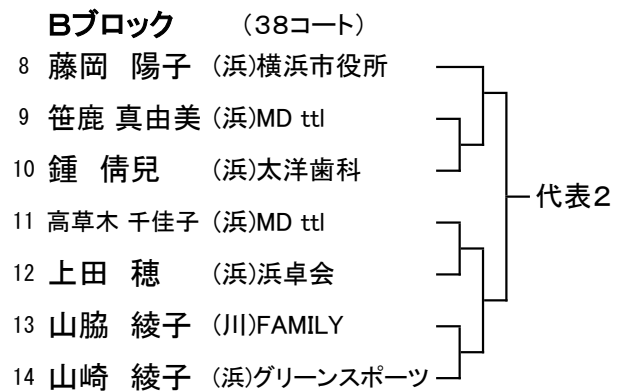 Bブロック （38コート）
8 藤岡 陽子 (浜)横浜市役所
9 笹鹿 真由美 (浜)MD ttl
10 鍾 倩兒 (浜)太洋歯科
11 高草木 千佳子 (浜)MD ttl
代表2
12 上田 穂 (浜)浜卓会
13 山脇 綾子 (川)FAMILY
14 山崎 綾子 (浜)グリーンスポーツ